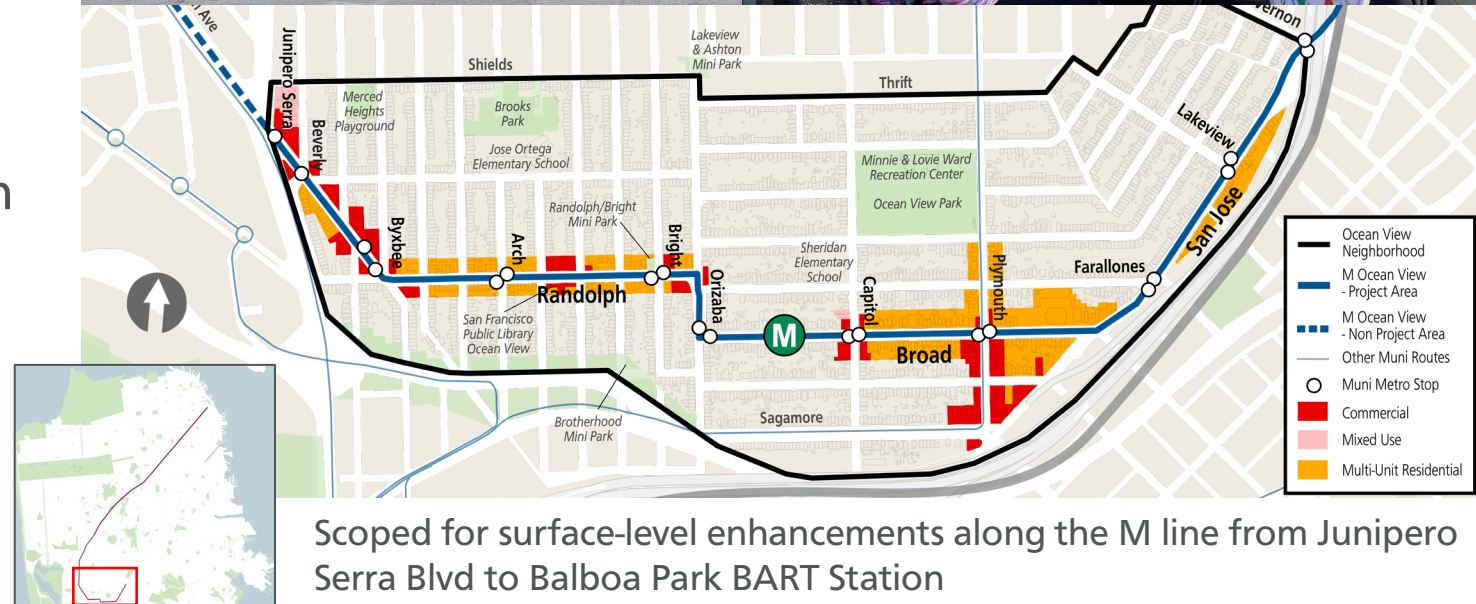 Ave
Junipero Serra
Beverly
Shields
Merced
Heights
Playground
Brooks
Park
Jose Ortega
Elementary School
Lakeview
& Ashton
Mini Park
Thrift
Minnie & Lovie Ward
Recreation Center
Ocean View Park
Lakeview
San Jose
Farallones
Byxbee
Arch
Randolph/Bright
Mini Park
Bright
Randolph
San Francisco
Public Library
Ocean View
Orizaba
M
Sheridan
Elementary
School
Capitol
Plymouth
Broad
Sagamore
Brotherhood
Mini Park
Ocean View
Neighborhood
M Ocean View
- Project Area
M Ocean View
- Non Project Area
Other Muni Routes
Muni Metro Stop
Commercial
Mixed Use
Multi-Unit Residential
Scoped for surface-level enhancements along the M line from Junipero
Serra Blvd to Balboa Park BART Station